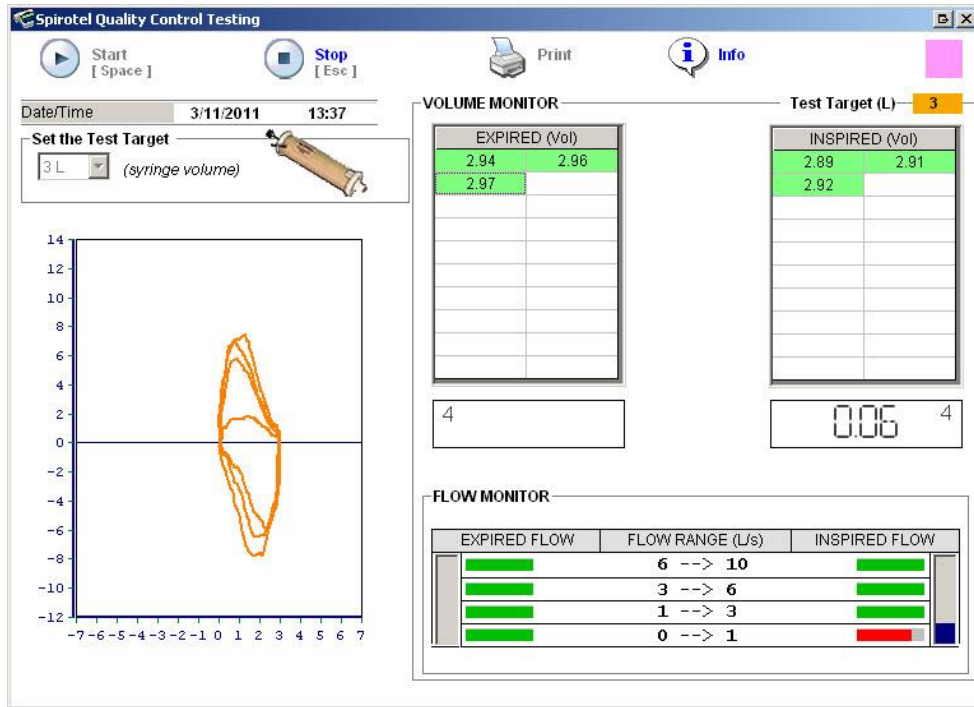 Spirotel Quality Control Testing
Start
[ Space ]
Stop
[ Esc ]
Print
Info
Date/Time 3/11/2011 13:37
Set the Test Target
3 L (syringe volume)
14
12
10
8
6
4
2
0
-2
-4
-6
-8
-10
-12
-7 -6 -5 -4 -3 -2 -1 0 1 2 3 4 5 6 7
VOLUME MONITOR
Test Target (L) 3
EXPIRED (Vol)
2.94 2.96
2.97
4
INSPIRED (Vol)
2.89 2.91
2.92
0.06 4
FLOW MONITOR
EXPIRED FLOW FLOW RANGE (L/s) INSPIRED FLOW
6 --> 10
3 --> 6
1 --> 3
0 --> 1